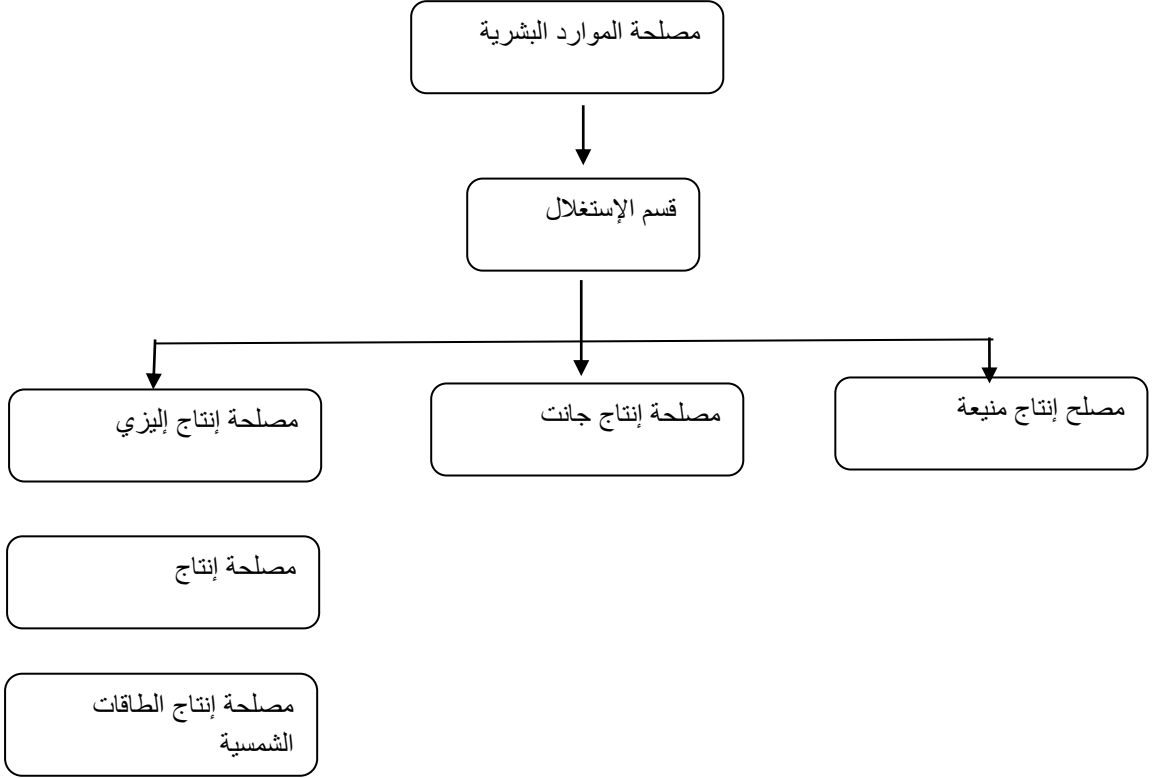 مصلحة الموارد البشرية
قسم الإستغلال
مصلح إنتاج منيعة
مصلحة إنتاج جانت
مصلحة إنتاج إليزي
مصلحة إنتاج
مصلحة إنتاج الطاقات
الشمسية